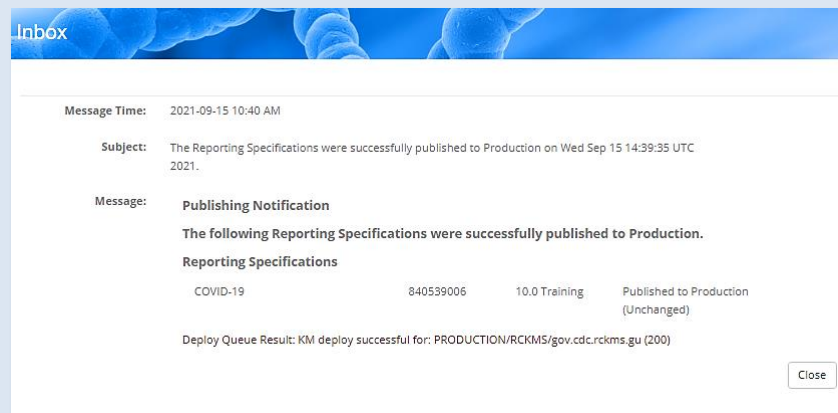 Inbox
Message Time: 2021-09-15 10:40 AM
Subject: The Reporting Specifications were successfully published to Production on Wed Sep 15 14:39:35 UTC
2021.
Message: Publishing Notification
The following Reporting Specifications were successfully published to Production.
Reporting Specifications
COVID-19 840539006 10.0 Training Published to Production
(Unchanged)
Deploy Queue Result: KM deploy successful for: PRODUCTION/RCKMS/gov.cdc.rckms.gu (200)
Close